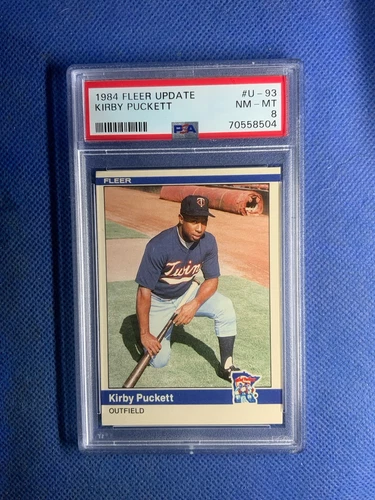 1984 FLEER UPDATE #U-93
KIRBY PUCKETT NM-MT
8
PSA 70558504
FLEER
T
Twins
Kirby Puckett
OUTFIELD